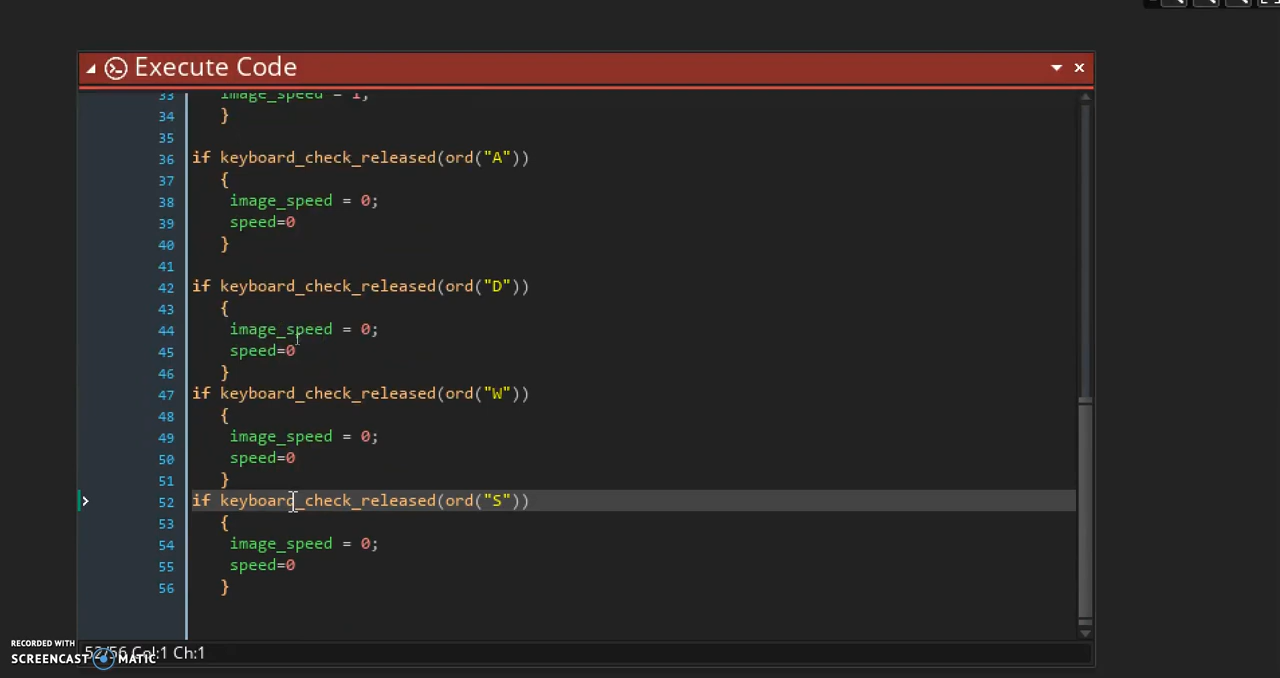 Execute Code
33 image_speed = 1;
34 }
35
36 if keyboard_check_released(ord("A"))
37 {
38 image_speed = 0;
39 speed=0
40 }
41
42 if keyboard_check_released(ord("D"))
43 {
44 image_speed = 0;
45 speed=0
46 }
47 if keyboard_check_released(ord("W"))
48 {
49 image_speed = 0;
50 speed=0
51 }
52 if keyboard_check_released(ord("S"))
53 {
54 image_speed = 0;
55 speed=0
56 }
RECORDED WITH
SCREENCAST MATIC
52/56 Col:1 Ch:1